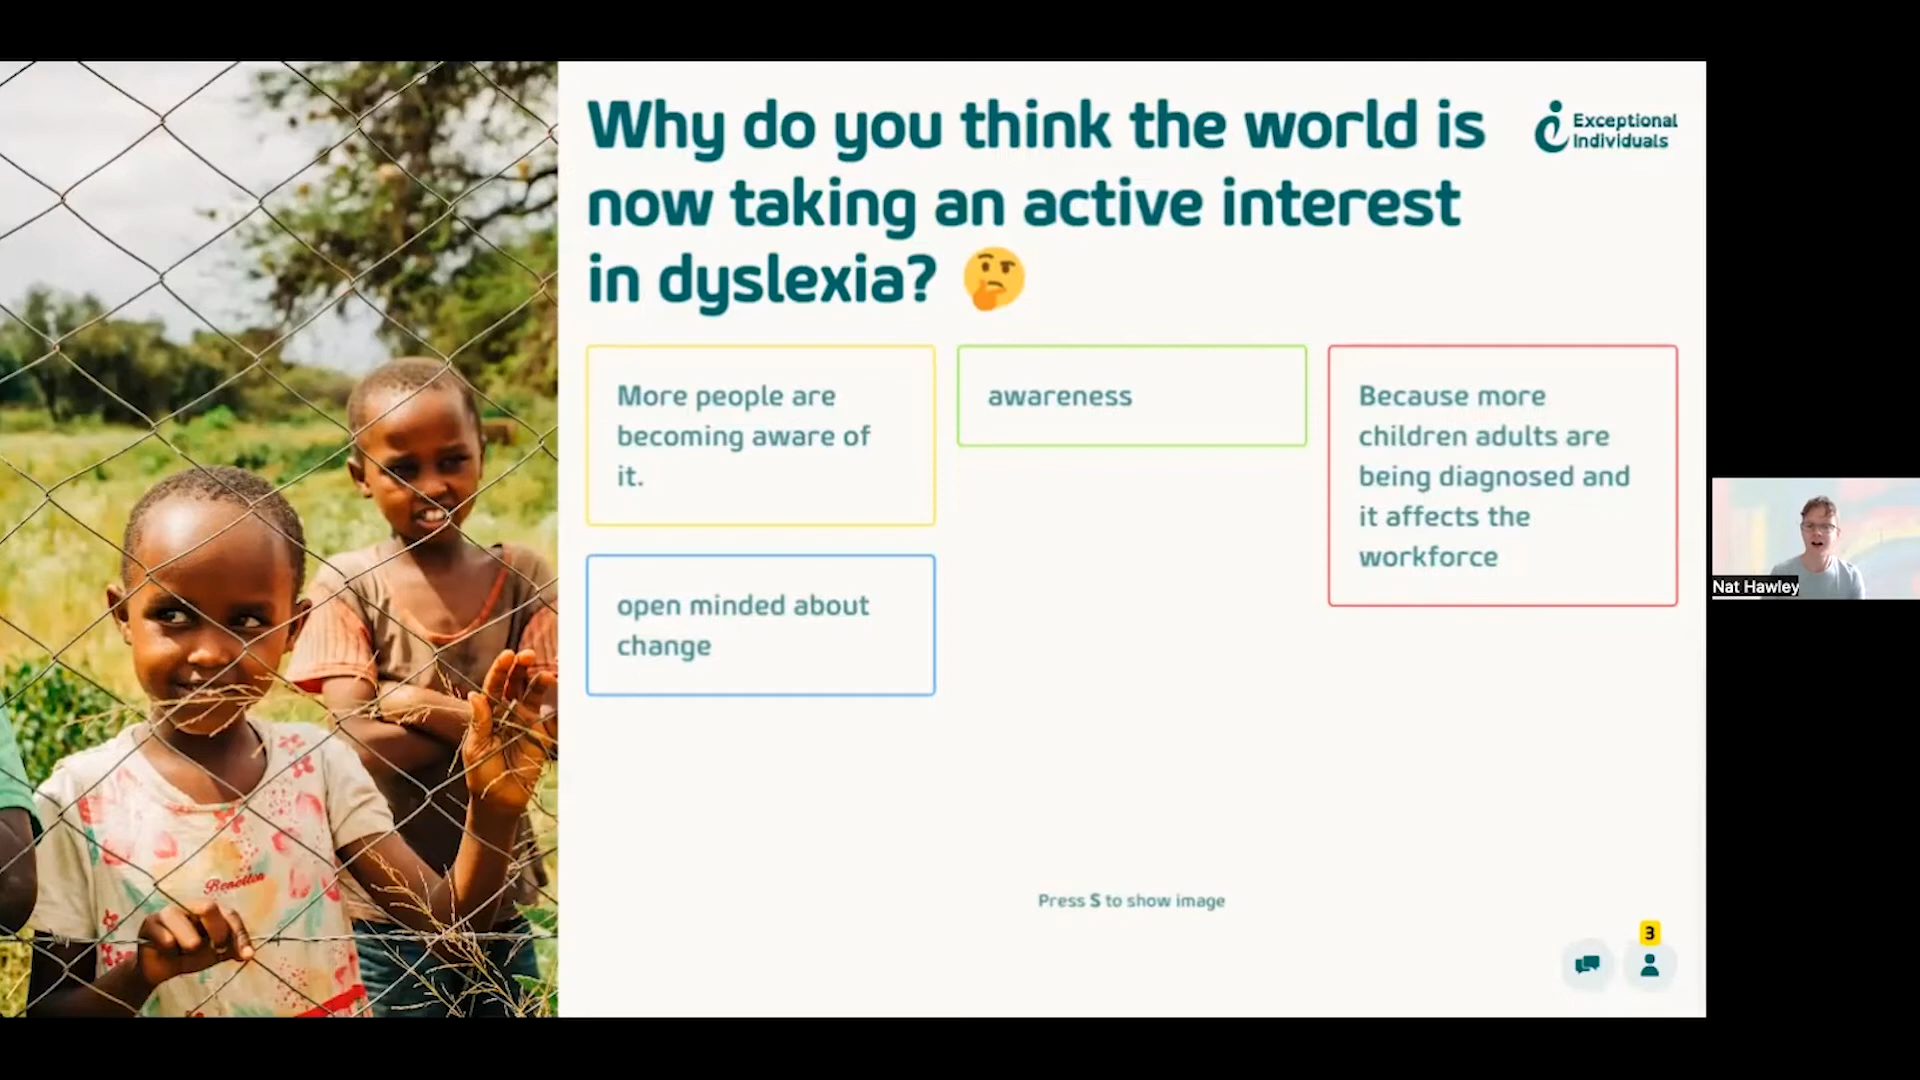 Why do you think the world is
now taking an active interest
in dyslexia? 🤔
Exceptional
Individuals
More people are
becoming aware of
it.
awareness
Because more
children adults are
being diagnosed and
it affects the
workforce
open minded about
change
Benetton
Press S to show image
3
Nat Hawley